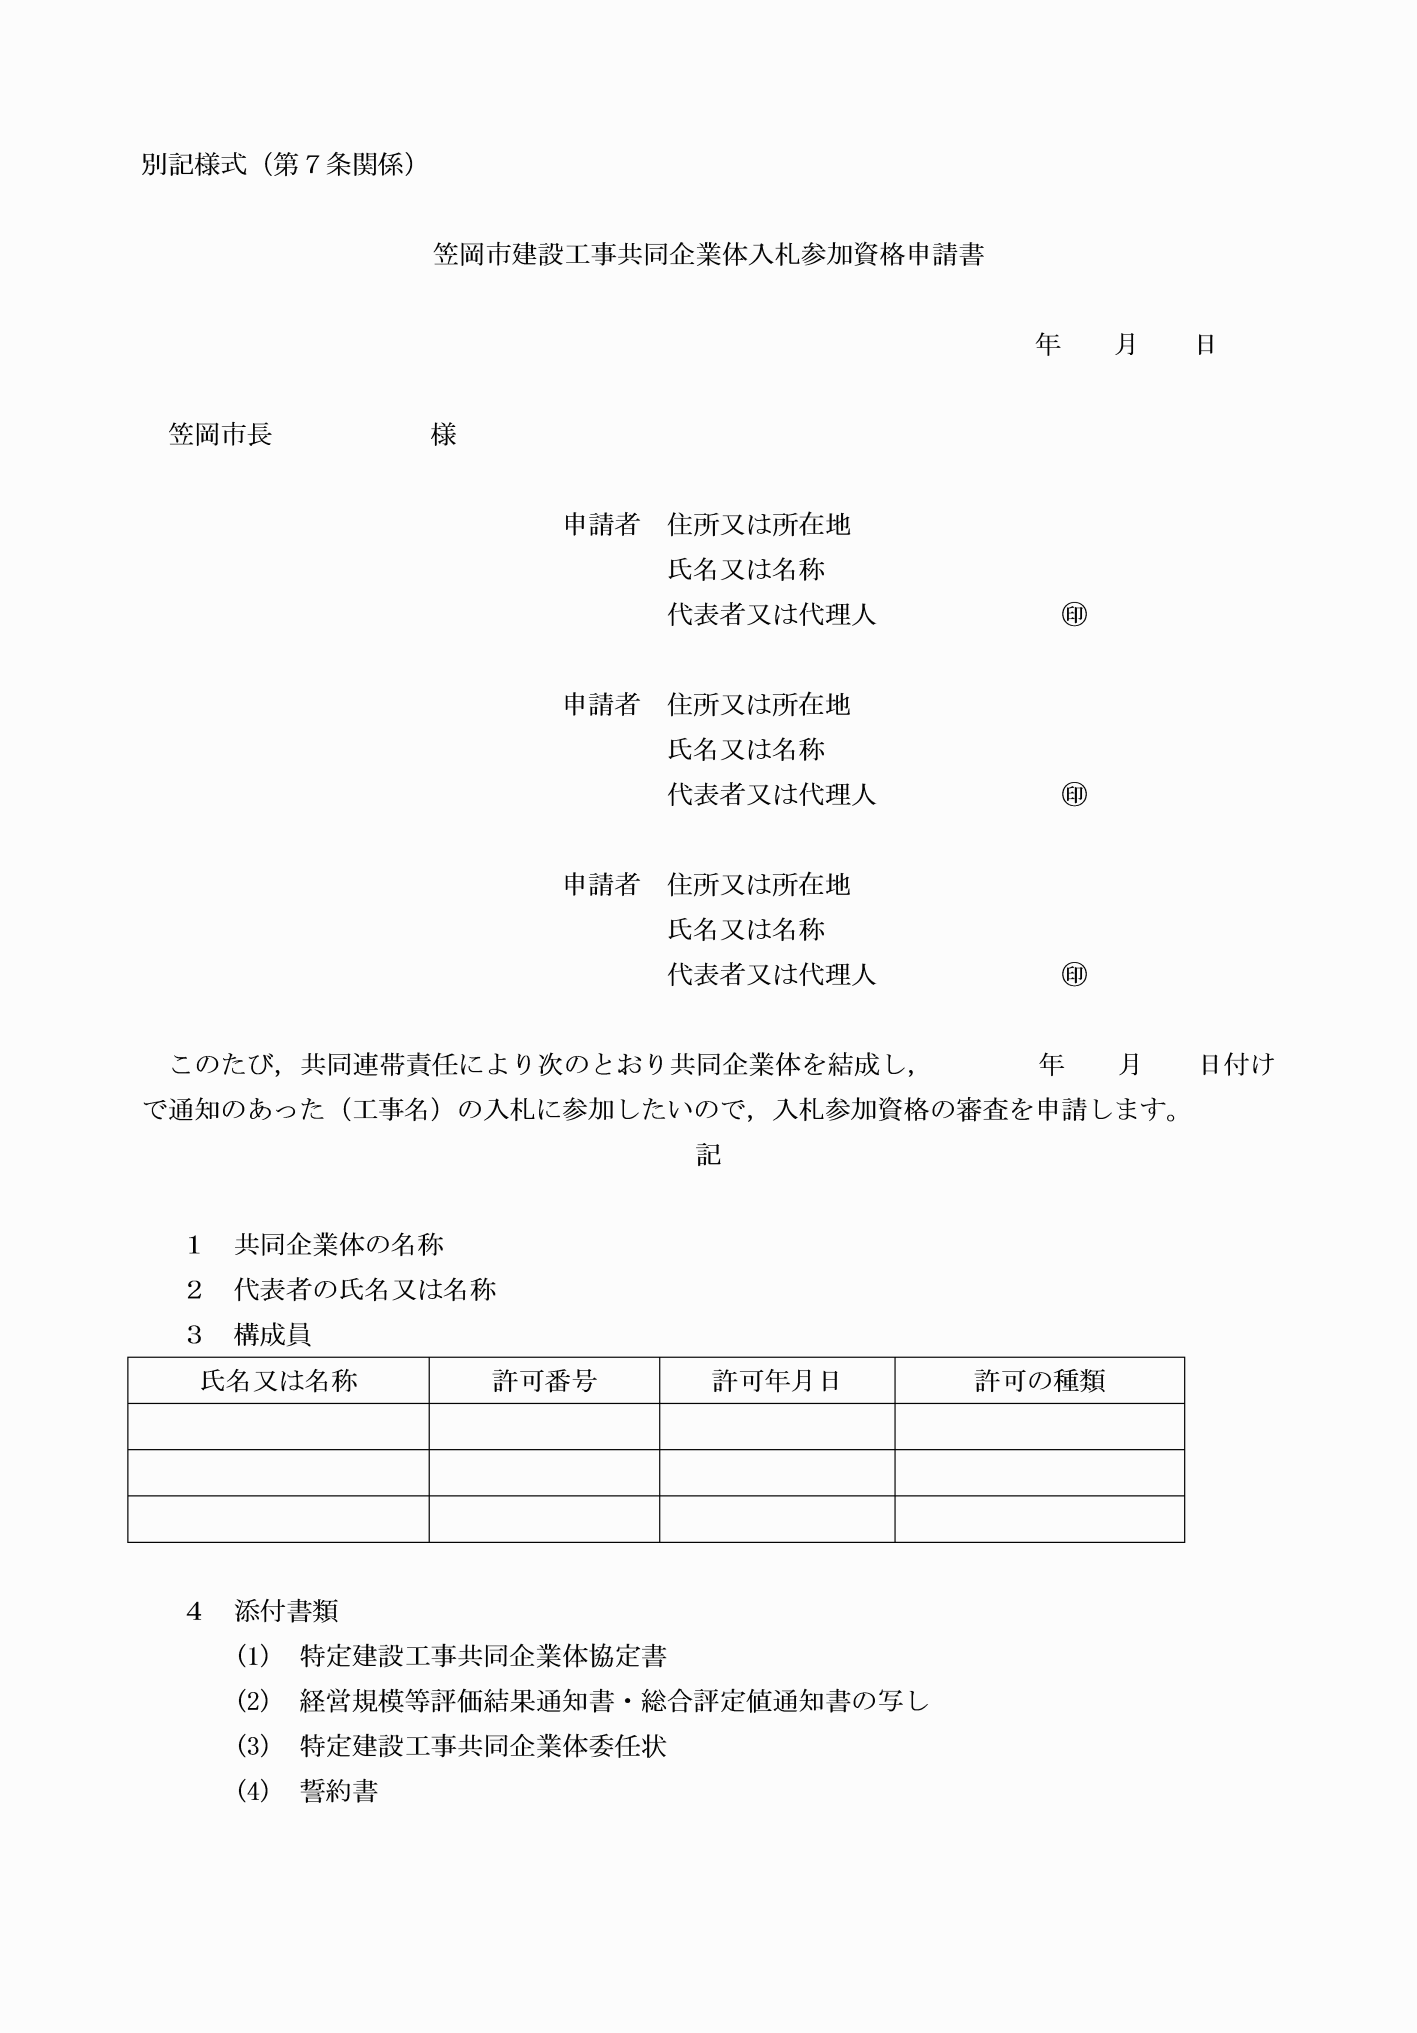 別記様式（第７条関係）
笠岡市建設工事共同企業体入札参加資格申請書
年　　月　　日
笠岡市長　　　　　　様
申請者　住所又は所在地
氏名又は名称
代表者又は代理人　　　　　　　㊞
申請者　住所又は所在地
氏名又は名称
代表者又は代理人　　　　　　　㊞
申請者　住所又は所在地
氏名又は名称
代表者又は代理人　　　　　　　㊞
このたび，共同連帯責任により次のとおり共同企業体を結成し，　　　　　年　　月　　日付け
で通知のあった（工事名）の入札に参加したいので，入札参加資格の審査を申請します。
記
１　共同企業体の名称
２　代表者の氏名又は名称
３　構成員
氏名又は名称　許可番号　許可年月日　許可の種類
４　添付書類
(1)　特定建設工事共同企業体協定書
(2)　経営規模等評価結果通知書・総合評定値通知書の写し
(3)　特定建設工事共同企業体委任状
(4)　誓約書